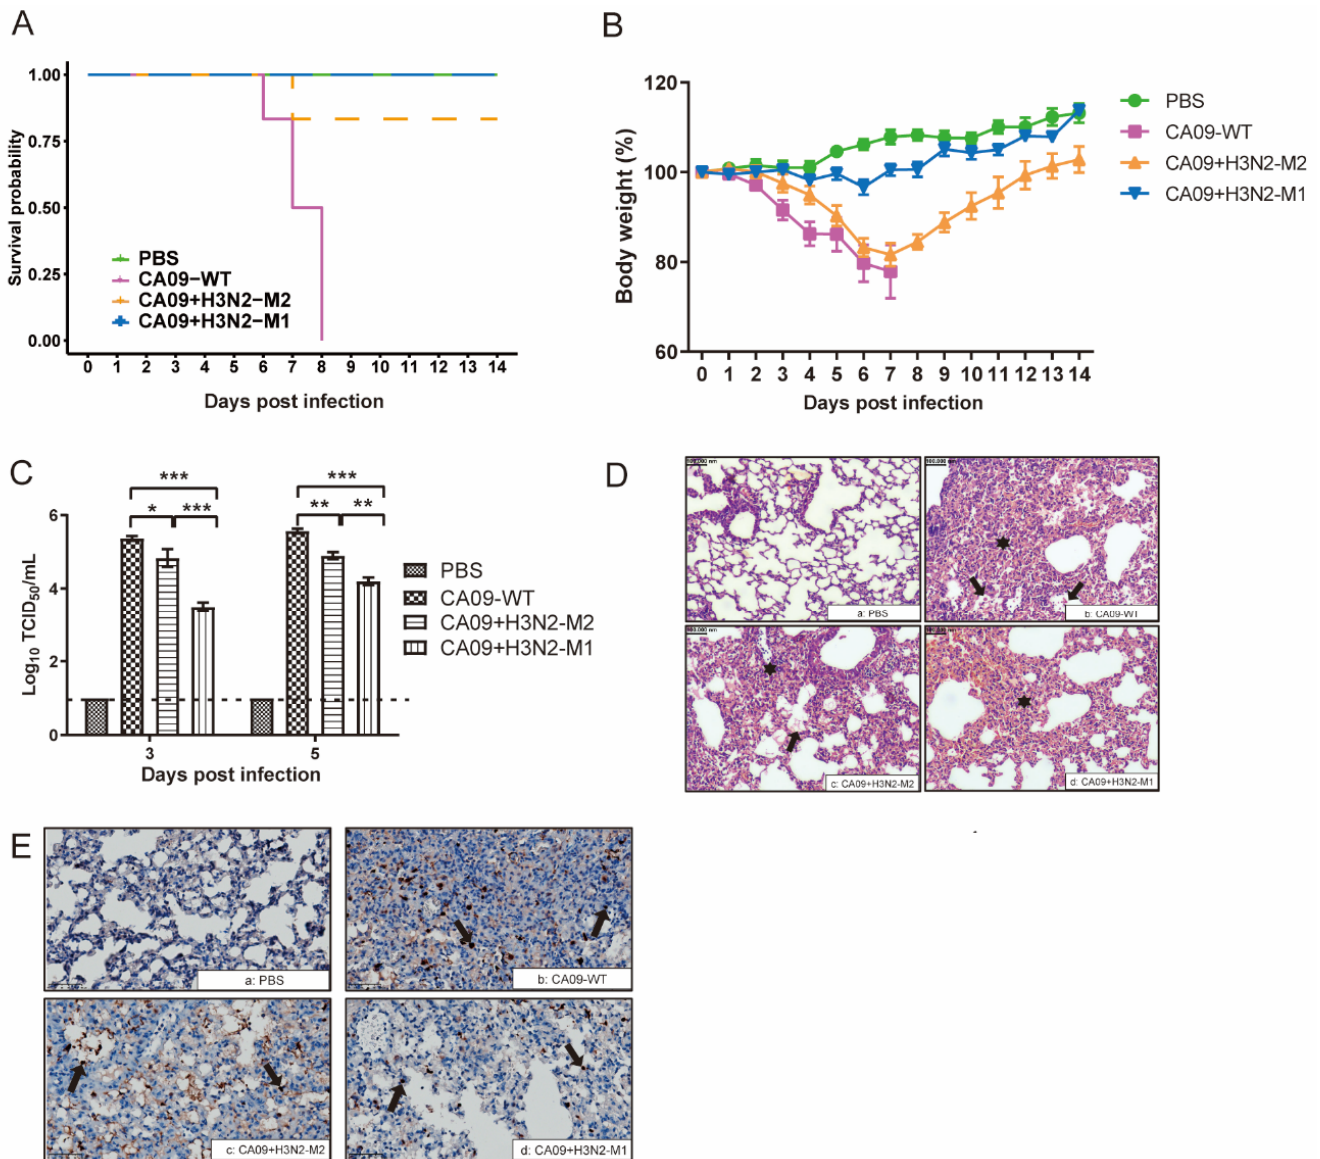 A
1.00
0.75
0.50
0.25
0.00
Survival probability
PBS
CA09−WT
CA09+H3N2−M2
CA09+H3N2−M1
0 1 2 3 4 5 6 7 8 9 10 11 12 13 14
Days post infection
B
120
100
80
60
Body weight (%)
PBS
CA09-WT
CA09+H3N2-M2
CA09+H3N2-M1
0 1 2 3 4 5 6 7 8 9 10 11 12 13 14
Days post infection
C
*** ***
* *** ** **
6
4
2
0
Log10 TCID50/mL
PBS
CA09-WT
CA09+H3N2-M2
CA09+H3N2-M1
3 5
Days post infection
D
a: PBS
b: CA09-WT
c: CA09+H3N2-M2
d: CA09+H3N2-M1
E
a: PBS
b: CA09-WT
c: CA09+H3N2-M2
d: CA09+H3N2-M1